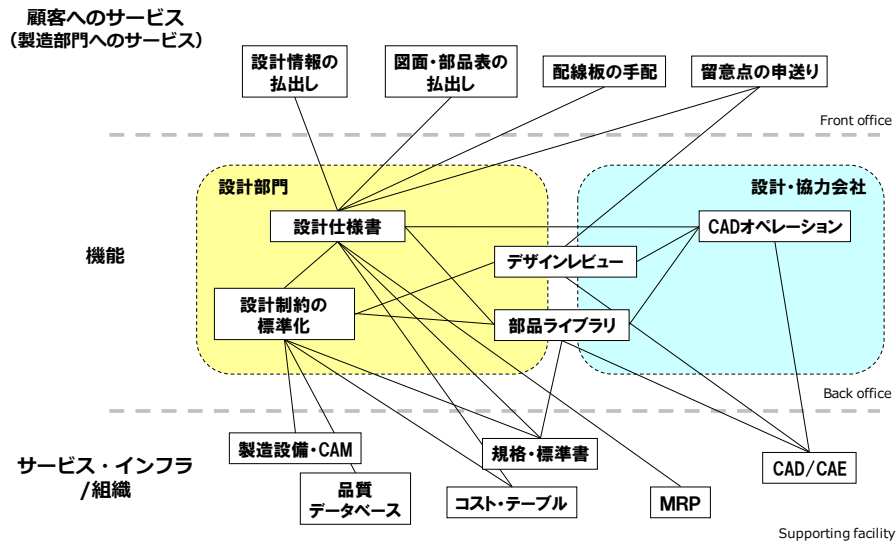 顧客へのサービス
（製造部門へのサービス）
設計情報の
払出し
図面・部品表の
払出し
配線板の手配
留意点の申送り
Front office
設計部門
設計・協力会社
設計仕様書
CADオペレーション
機能
デザインレビュー
設計制約の
標準化
部品ライブラリ
Back office
サービス・インフラ
/組織
製造設備・CAM
規格・標準書
CAD/CAE
品質
データベース
コスト・テーブル
MRP
Supporting facility